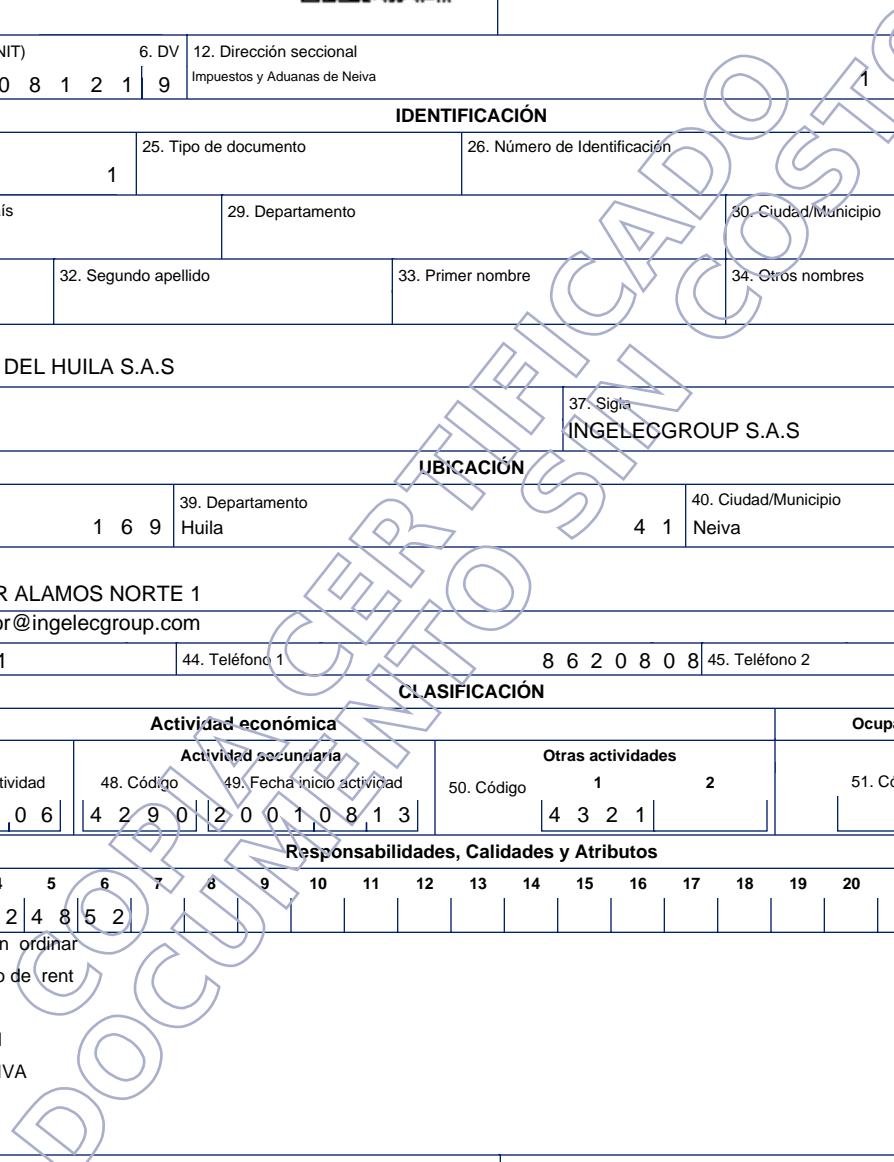 NIT) 6. DV 12. Dirección seccional
0 8 1 2 1 9 Impuestos y Aduanas de Neiva 1
IDENTIFICACIÓN
25. Tipo de documento 26. Número de Identificación
1
ís 29. Departamento 30. Ciudad/Municipio
32. Segundo apellido 33. Primer nombre 34. Otros nombres
DEL HUILA S.A.S
37. Sigla
INGELECGROUP S.A.S
UBICACIÓN
39. Departamento 40. Ciudad/Municipio
1 6 9 Huila 4 1 Neiva
R ALAMOS NORTE 1
or@ingelecgroup.com
1 44. Teléfono 1 8 6 2 0 8 0 8 45. Teléfono 2
CLASIFICACIÓN
Actividad económica Ocupa
Actividad secundaria Otras actividades
tividad 48. Código 49. Fecha inicio actividad 50. Código 1 2 51. Có
0 6 4 2 9 0 2 0 0 1 0 8 1 3 4 3 2 1
Responsabilidades, Calidades y Atributos
4 5 6 7 8 9 10 11 12 13 14 15 16 17 18 19 20
2 4 8 5 2
n ordinar
o de rent
IVA
COPIA CERTIFICADO
DOCUMENTO SIN COSTO